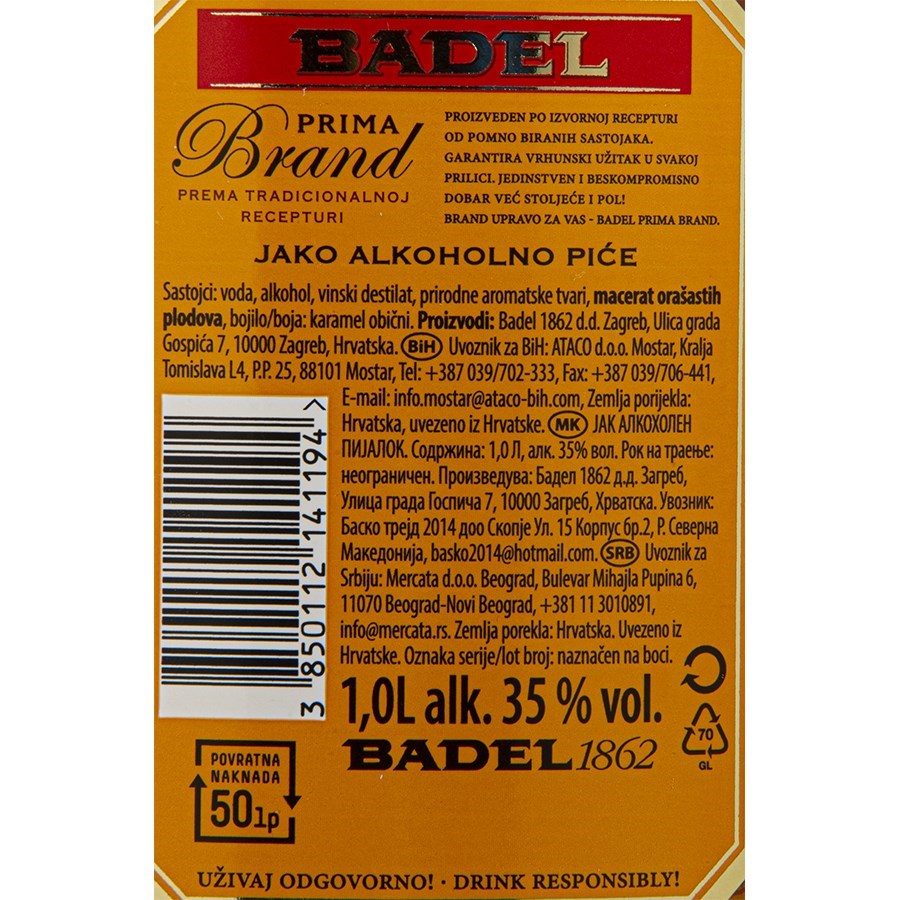 BADEL
PRIMA
Brand
PREMA TRADICIONALNOJ
RECEPTURI
PROIZVEDEN PO IZVORNOJ RECEPTURI
OD POMNO BIRANIH SASTOJAKA.
GARANTIRA VRHUNSKI UŽITAK U SVAKOJ
PRILICI. JEDINSTVEN I BESKOMPROMISNO
DOBAR VEĆ STOLJEĆE I POL!
BRAND UPRAVO ZA VAS - BADEL PRIMA BRAND.
JAKO ALKOHOLNO PIĆE
Sastojci: voda, alkohol, vinski destilat, prirodne aromatske tvari, macerat orašastih
plodova, bojilo/boja: karamel obični. Proizvodi: Badel 1862 d.d. Zagreb, Ulica grada
Gospića 7, 10000 Zagreb, Hrvatska. BiH Uvoznik za BiH: ATACO d.o.o. Mostar, Kralja
Tomislava L4, P.P. 25, 88101 Mostar, Tel: +387 039/702-333, Fax: +387 039/706-441,
E-mail: info.mostar@ataco-bih.com, Zemlja porijekla:
Hrvatska, uvezeno iz Hrvatske. MK ЈАК АЛКОХОЛЕН
ПИЈАЛОК. Содржина: 1,0 Л, алк. 35% вол. Рок на траење:
неограничен. Произведува: Бадел 1862 д.д. Загреб,
Улица града Госпича 7, 10000 Загреб, Хрватска. Увозник:
Баско трејд 2014 доо Скопје Ул. 15 Корпус бр.2, Р. Северна
Македонија, basko2014@hotmail.com. SRB Uvoznik za
Srbiju: Mercata d.o.o. Beograd, Bulevar Mihajla Pupina 6,
11070 Beograd-Novi Beograd, +381 11 3010891,
info@mercata.rs. Zemlja porekla: Hrvatska. Uvezeno iz
Hrvatske. Oznaka serije/lot broj: naznačen na boci.
3 850112 141194 >
1,0L alk. 35 % vol.
BADEL 1862
70
GL
POVRATNA
NAKNADA
50lp
UŽIVAJ ODGOVORNO! · DRINK RESPONSIBLY!